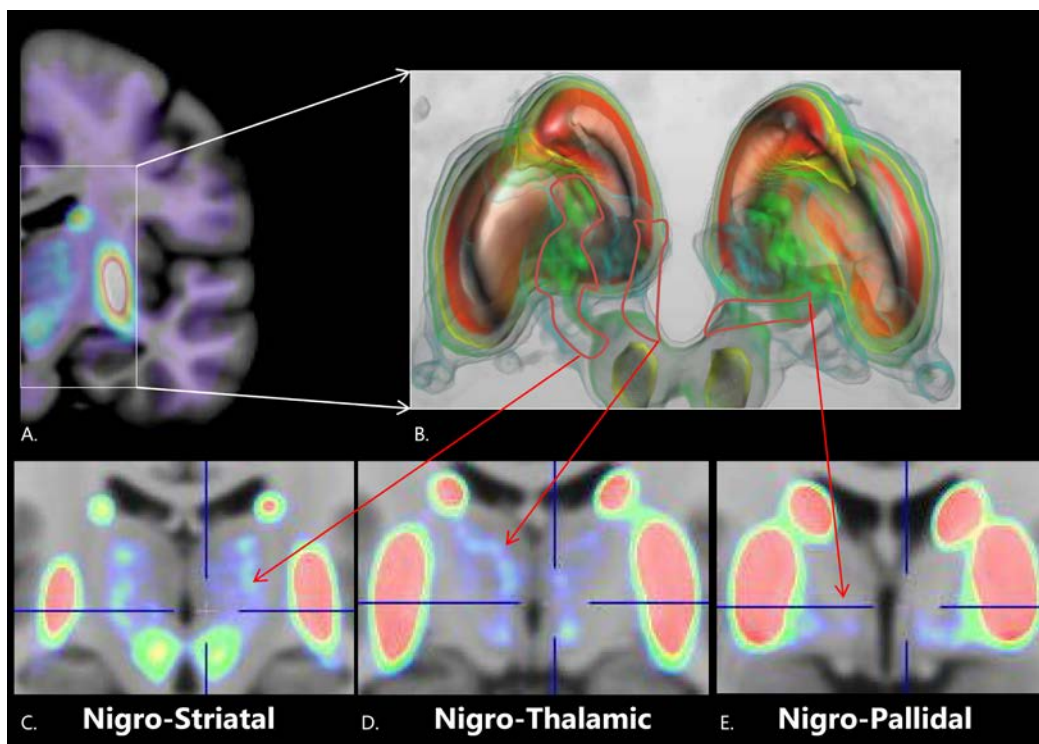 A.
B.
C. Nigro-Striatal
D. Nigro-Thalamic
E. Nigro-Pallidal